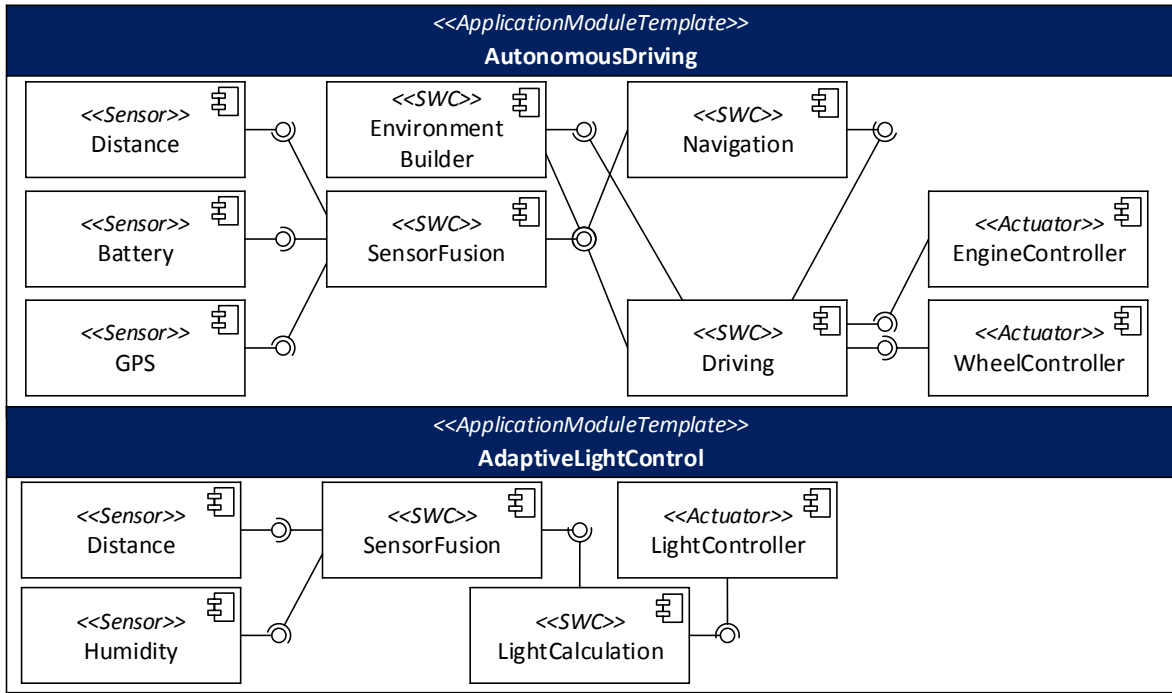 <<ApplicationModuleTemplate>>
AutonomousDriving
<<Sensor>>
Distance
<<SWC>>
Environment
Builder
<<SWC>>
Navigation
<<Sensor>>
Battery
<<SWC>>
SensorFusion
<<Actuator>>
EngineController
<<Sensor>>
GPS
<<SWC>>
Driving
<<Actuator>>
WheelController
<<ApplicationModuleTemplate>>
AdaptiveLightControl
<<Sensor>>
Distance
<<SWC>>
SensorFusion
<<Actuator>>
LightController
<<Sensor>>
Humidity
<<SWC>>
LightCalculation